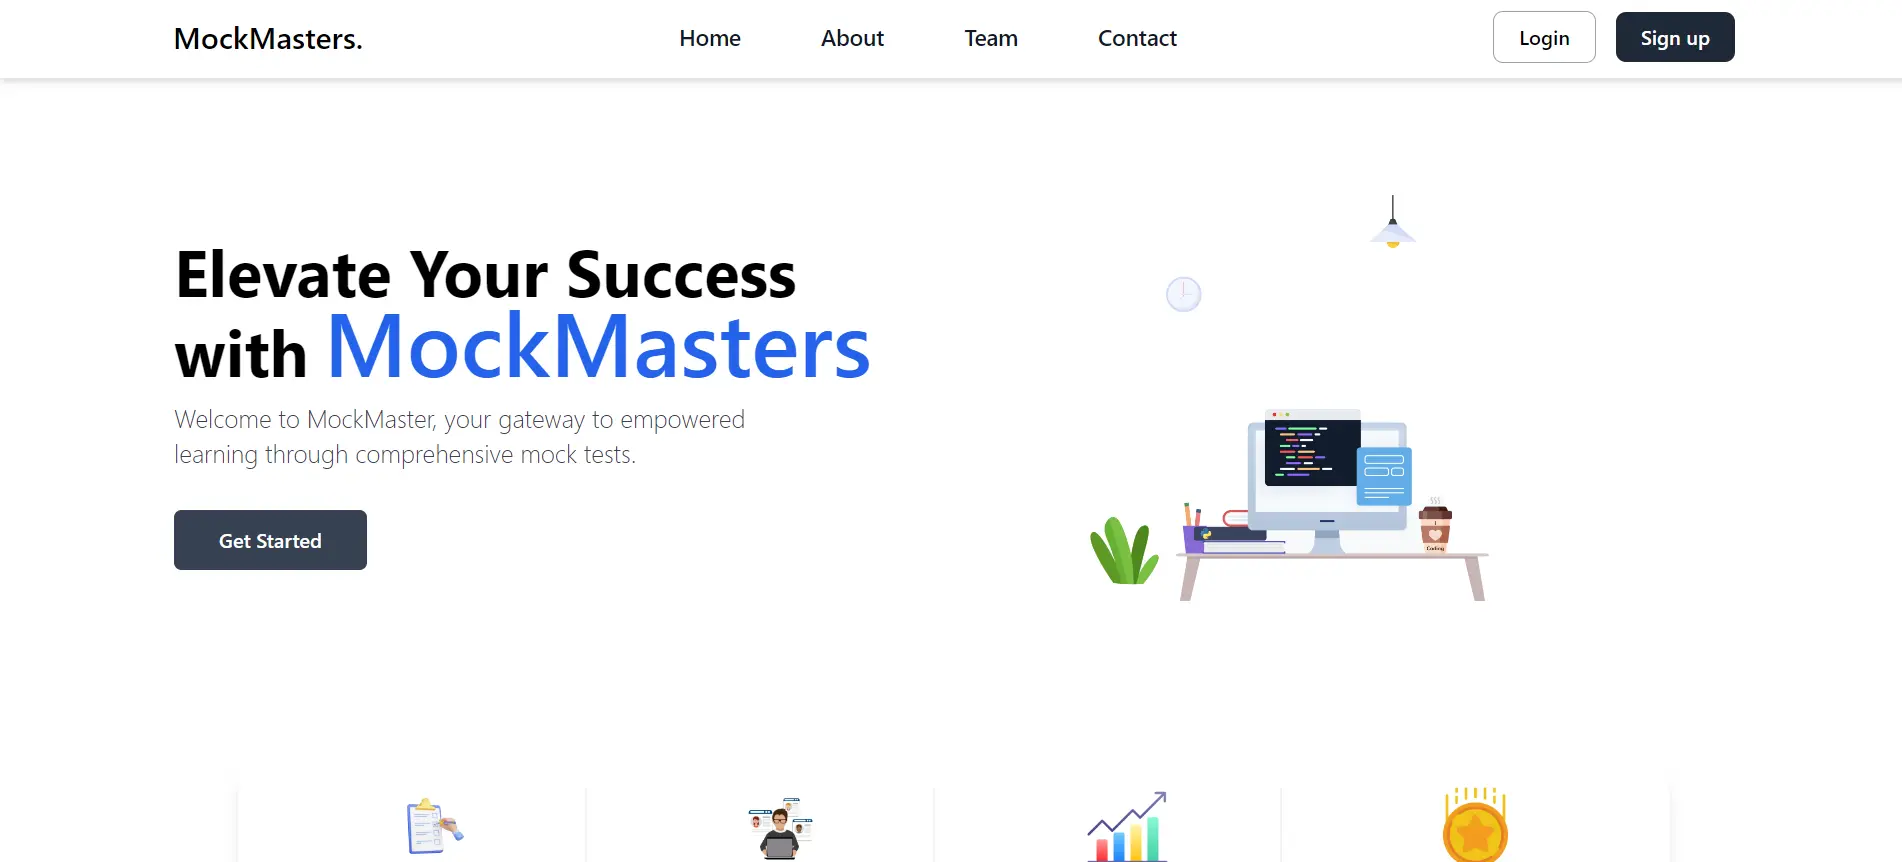 MockMasters.
Home
About
Team
Contact
Login
Sign up
Elevate Your Success
with MockMasters
Welcome to MockMaster, your gateway to empowered
learning through comprehensive mock tests.
Get Started
Coding